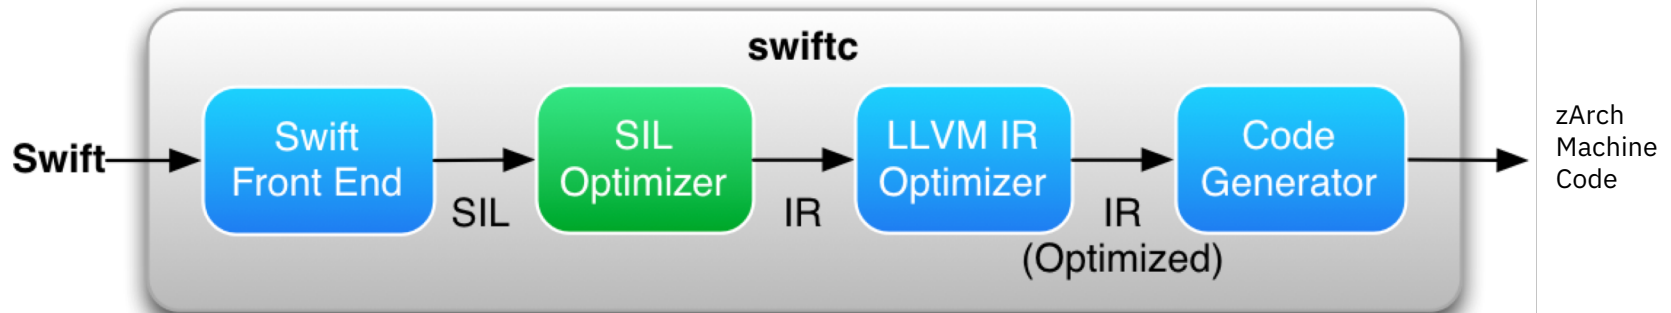 swiftc
Swift
Swift
Front End
SIL
SIL
Optimizer
IR
LLVM IR
Optimizer
IR
(Optimized)
Code
Generator
zArch
Machine
Code